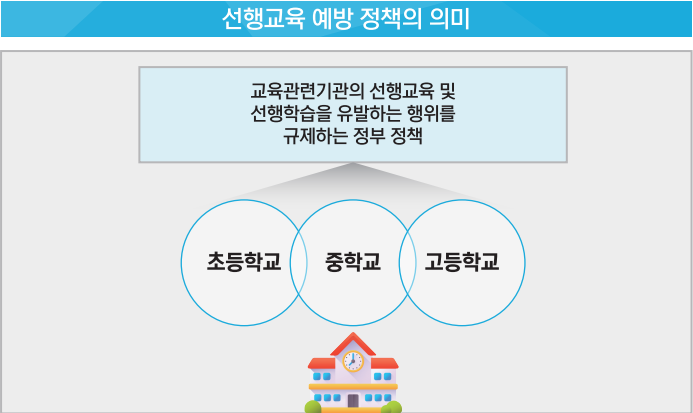 선행교육 예방 정책의 의미
교육관련기관의 선행교육 및
선행학습을 유발하는 행위를
규제하는 정부 정책
초등학교 중학교 고등학교